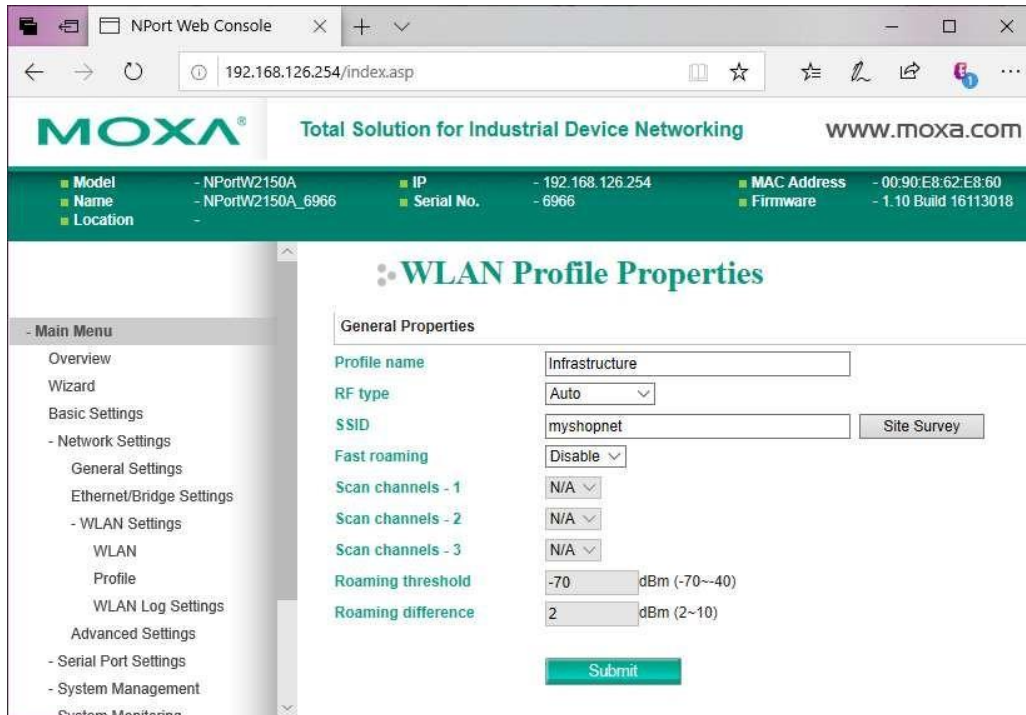 NPort Web Console
192.168.126.254/index.asp
MOXA®
Total Solution for Industrial Device Networking
www.moxa.com
Model - NPortW2150A IP - 192.168.126.254 MAC Address - 00:90:E8:62:E8:60
Name - NPortW2150A_6966 Serial No. - 6966 Firmware - 1.10 Build 16113018
Location -
- Main Menu
Overview
Wizard
Basic Settings
- Network Settings
General Settings
Ethernet/Bridge Settings
- WLAN Settings
WLAN
Profile
WLAN Log Settings
Advanced Settings
- Serial Port Settings
- System Management
- System Monitoring
WLAN Profile Properties
General Properties
Profile name Infrastructure
RF type Auto
SSID myshopnet Site Survey
Fast roaming Disable
Scan channels - 1 N/A
Scan channels - 2 N/A
Scan channels - 3 N/A
Roaming threshold -70 dBm (-70~-40)
Roaming difference 2 dBm (2~10)
Submit